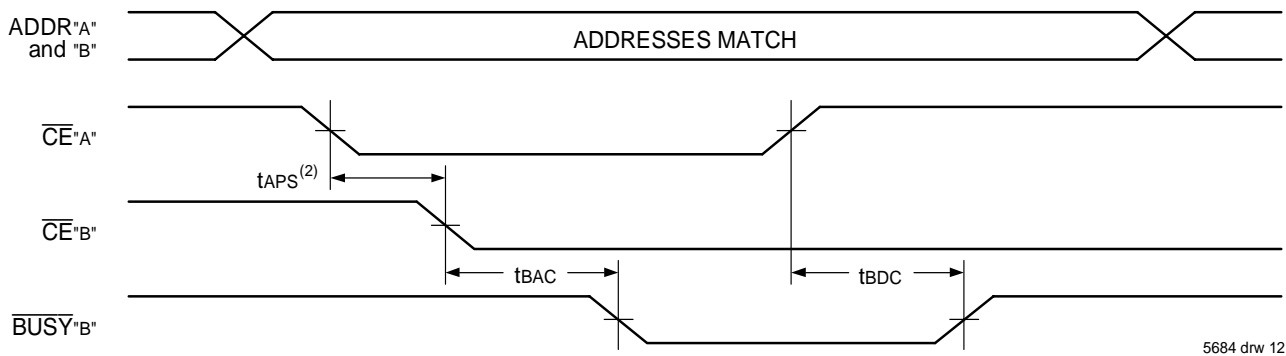 ADDR"A"
and "B"
ADDRESSES MATCH
CE"A"
tAPS(2)
CE"B"
tBAC
tBDC
BUSY"B"
5684 drw 12